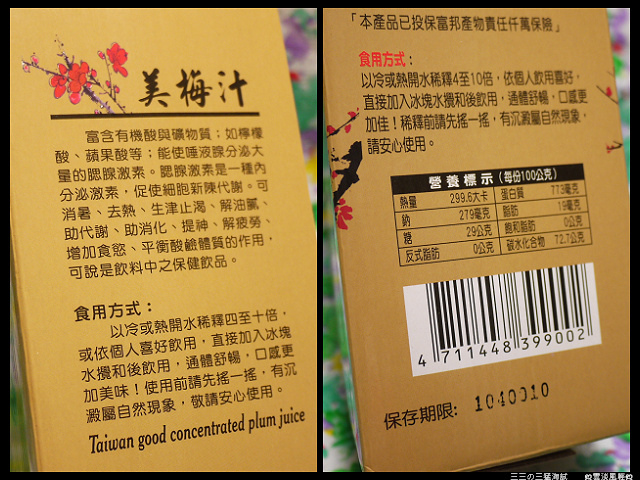 美梅汁
富含有機酸與礦物質；如檸檬
酸、蘋果酸等；能使唾液腺分泌大
量的腮腺激素。腮腺激素是一種內
分泌激素，促使細胞新陳代謝。可
消暑、去熱、生津止渴、解油膩、
助代謝、助消化、提神、解疲勞、
增加食慾、平衡酸鹼體質的作用，
可說是飲料中之保健飲品。
食用方式：
以冷或熱開水稀釋四至十倍，
或依個人喜好飲用，直接加入冰塊
水攪和後飲用，通體舒暢，口感更
加美味！使用前請先搖一搖，有沉
澱屬自然現象，敬請安心使用。
Taiwan good concentrated plum juice
「本產品已投保富邦產物責任仟萬保險」
食用方式：
以冷或熱開水稀釋4至10倍，依個人飲用喜好，
直接加入冰塊水攪和後飲用，通體舒暢，口感更
加佳！稀釋前請先搖一搖，有沉澱屬自然現象，
請安心使用。
營養標示（每份100公克）
熱量 299.6大卡 蛋白質 773毫克
鈉 279毫克 脂肪 19毫克
糖 29公克 飽和脂肪 0公克
反式脂肪 0公克 碳水化合物 72.7公克
4 711448 399002
保存期限: 1040010
三三の三猛海賊 @雲淡風輕@